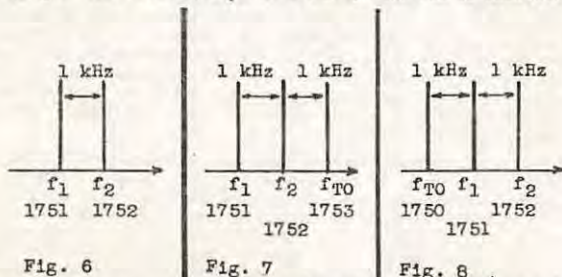 1 kHz
f1 f2
1751 1752
Fig. 6
1 kHz 1 kHz
f1 f2 fTO
1751 1753
1752
Fig. 7
1 kHz 1 kHz
fTO f1 f2
1750 1752
1751
Fig. 8